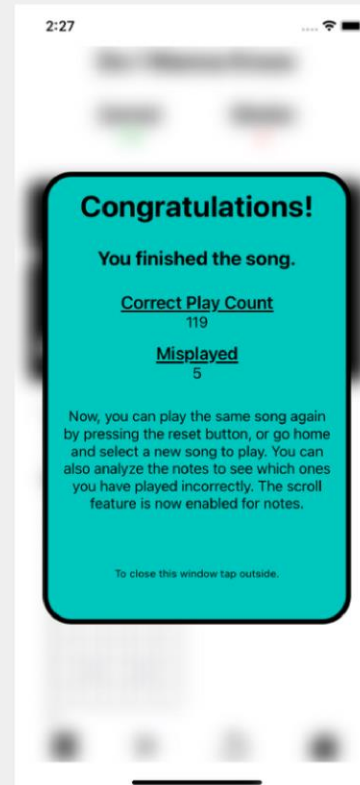 2:27
Congratulations!
You finished the song.
Correct Play Count
119
Misplayed
5
Now, you can play the same song again
by pressing the reset button, or go home
and select a new song to play. You can
also analyze the notes to see which ones
you have played incorrectly. The scroll
feature is now enabled for notes.
To close this window tap outside.